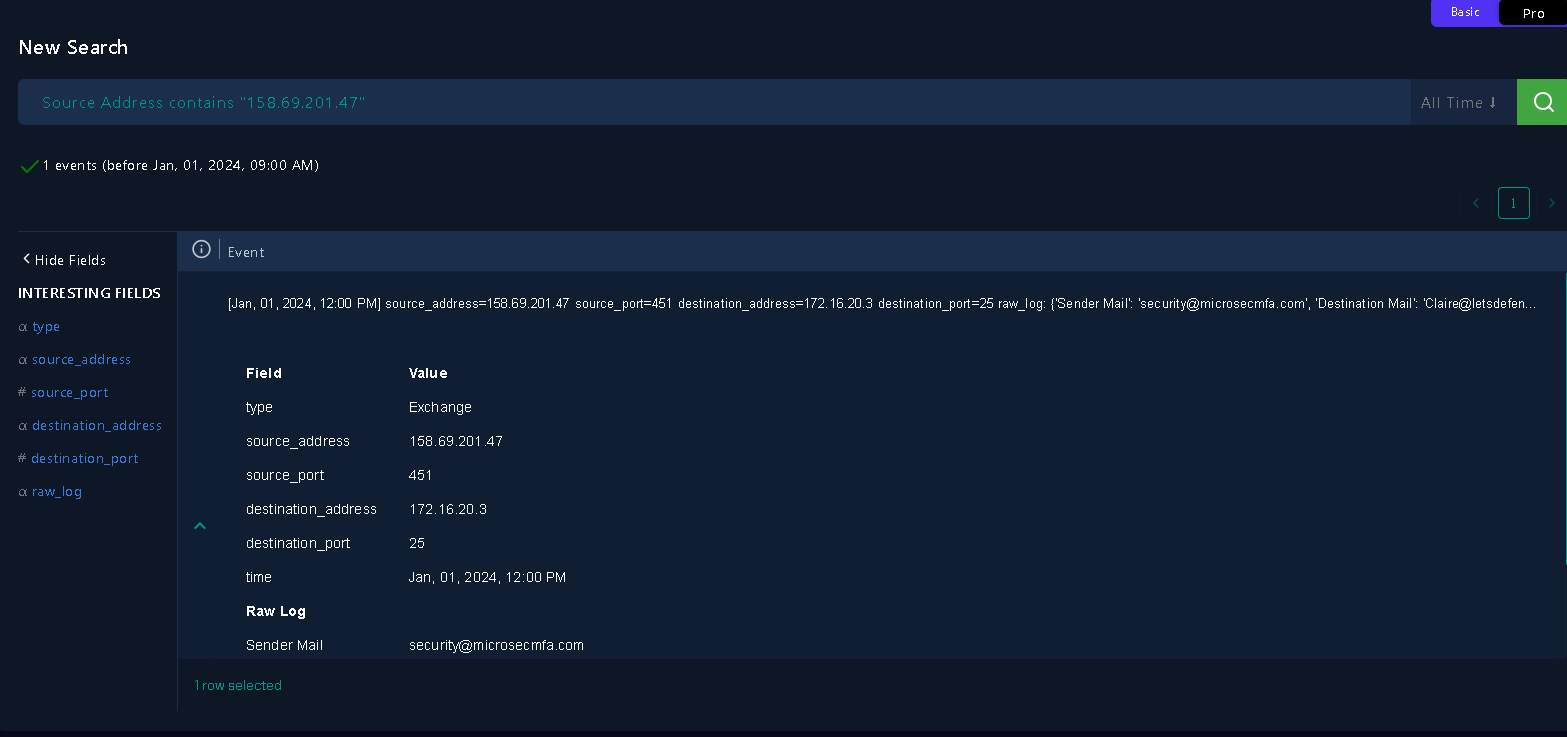 Basic Pro
New Search
Source Address contains "158.69.201.47"
All Time ⭣
1 events (before Jan, 01, 2024, 09:00 AM)
1
Hide Fields
INTERESTING FIELDS
α type
α source_address
# source_port
α destination_address
# destination_port
α raw_log
Event
[Jan, 01, 2024, 12:00 PM] source_address=158.69.201.47 source_port=451 destination_address=172.16.20.3 destination_port=25 raw_log: {'Sender Mail': 'security@microsecmfa.com', 'Destination Mail': 'Claire@letsdefen...
Field Value
type Exchange
source_address 158.69.201.47
source_port 451
destination_address 172.16.20.3
destination_port 25
time Jan, 01, 2024, 12:00 PM
Raw Log
Sender Mail security@microsecmfa.com
1 row selected